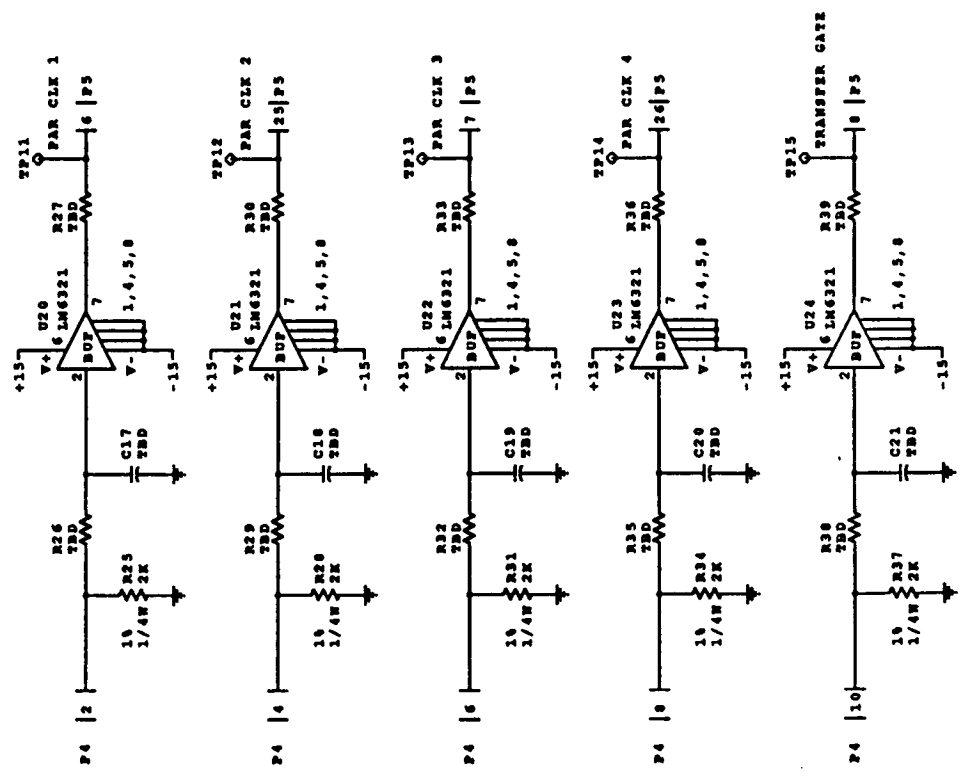 P4 |2
1%
1/4W
R25
2K
R26
TBD
C17
TBD
+15
V+
6
2
BUF
V-
-15
U20
LM6321
7
1,4,5,8
R27
TBD
TP11
PAR CLK 1
6 |P5
P4 |4
1%
1/4W
R28
2K
R29
TBD
C18
TBD
+15
V+
6
2
BUF
V-
-15
U21
LM6321
7
1,4,5,8
R30
TBD
TP12
PAR CLK 2
25|P5
P4 |6
1%
1/4W
R31
2K
R32
TBD
C19
TBD
+15
V+
6
2
BUF
V-
-15
U22
LM6321
7
1,4,5,8
R33
TBD
TP13
PAR CLK 3
7 |P5
P4 |8
1%
1/4W
R34
2K
R35
TBD
C20
TBD
+15
V+
6
2
BUF
V-
-15
U23
LM6321
7
1,4,5,8
R36
TBD
TP14
PAR CLK 4
26|P5
P4 |10
1%
1/4W
R37
2K
R38
TBD
C21
TBD
+15
V+
6
2
BUF
V-
-15
U24
LM6321
7
1,4,5,8
R39
TBD
TP15
TRANSFER GATE
8 |P5